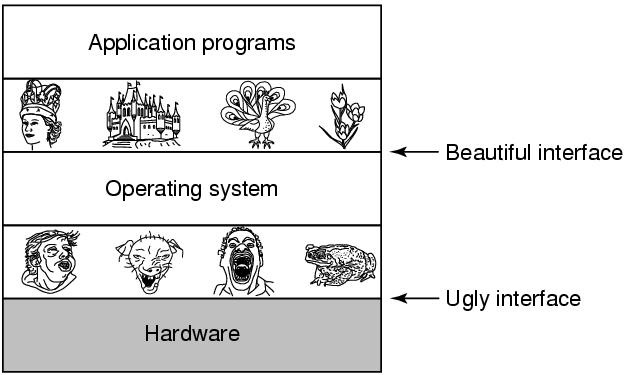 Application programs
Beautiful interface
Operating system
Ugly interface
Hardware